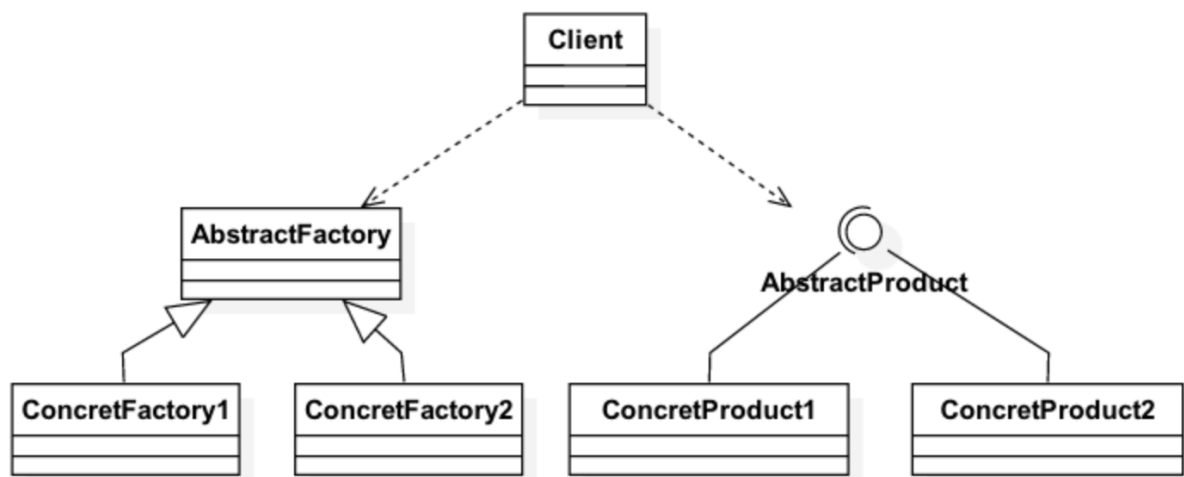 Client
AbstractFactory
AbstractProduct
ConcretFactory1
ConcretFactory2
ConcretProduct1
ConcretProduct2